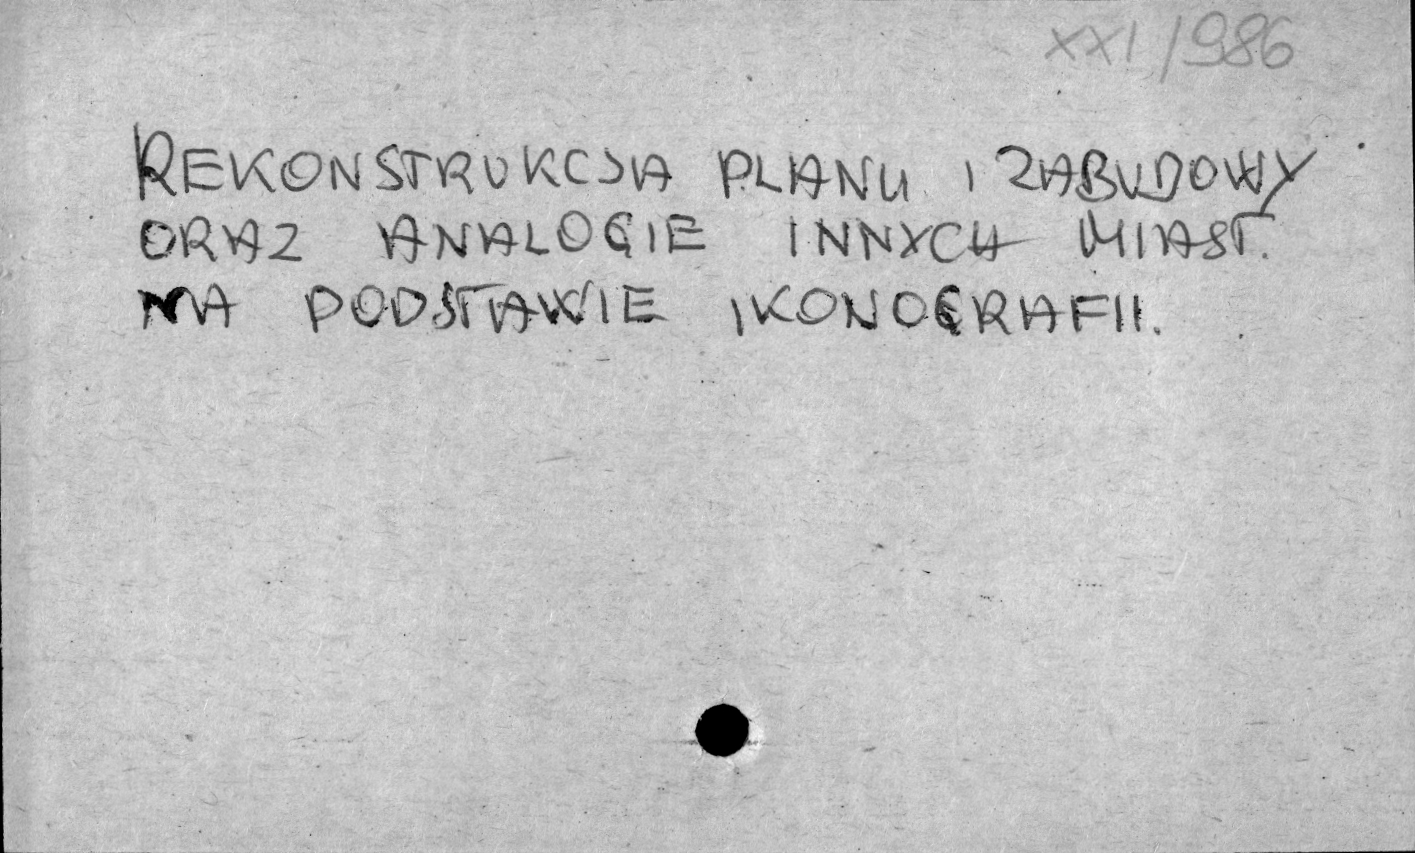 XXI/986
REKONSTRUKCJA PLANU I ZABUDOWY
ORAZ ANALOGIE INNYCH MIAST.
NA PODSTAWIE IKONOGRAFII.